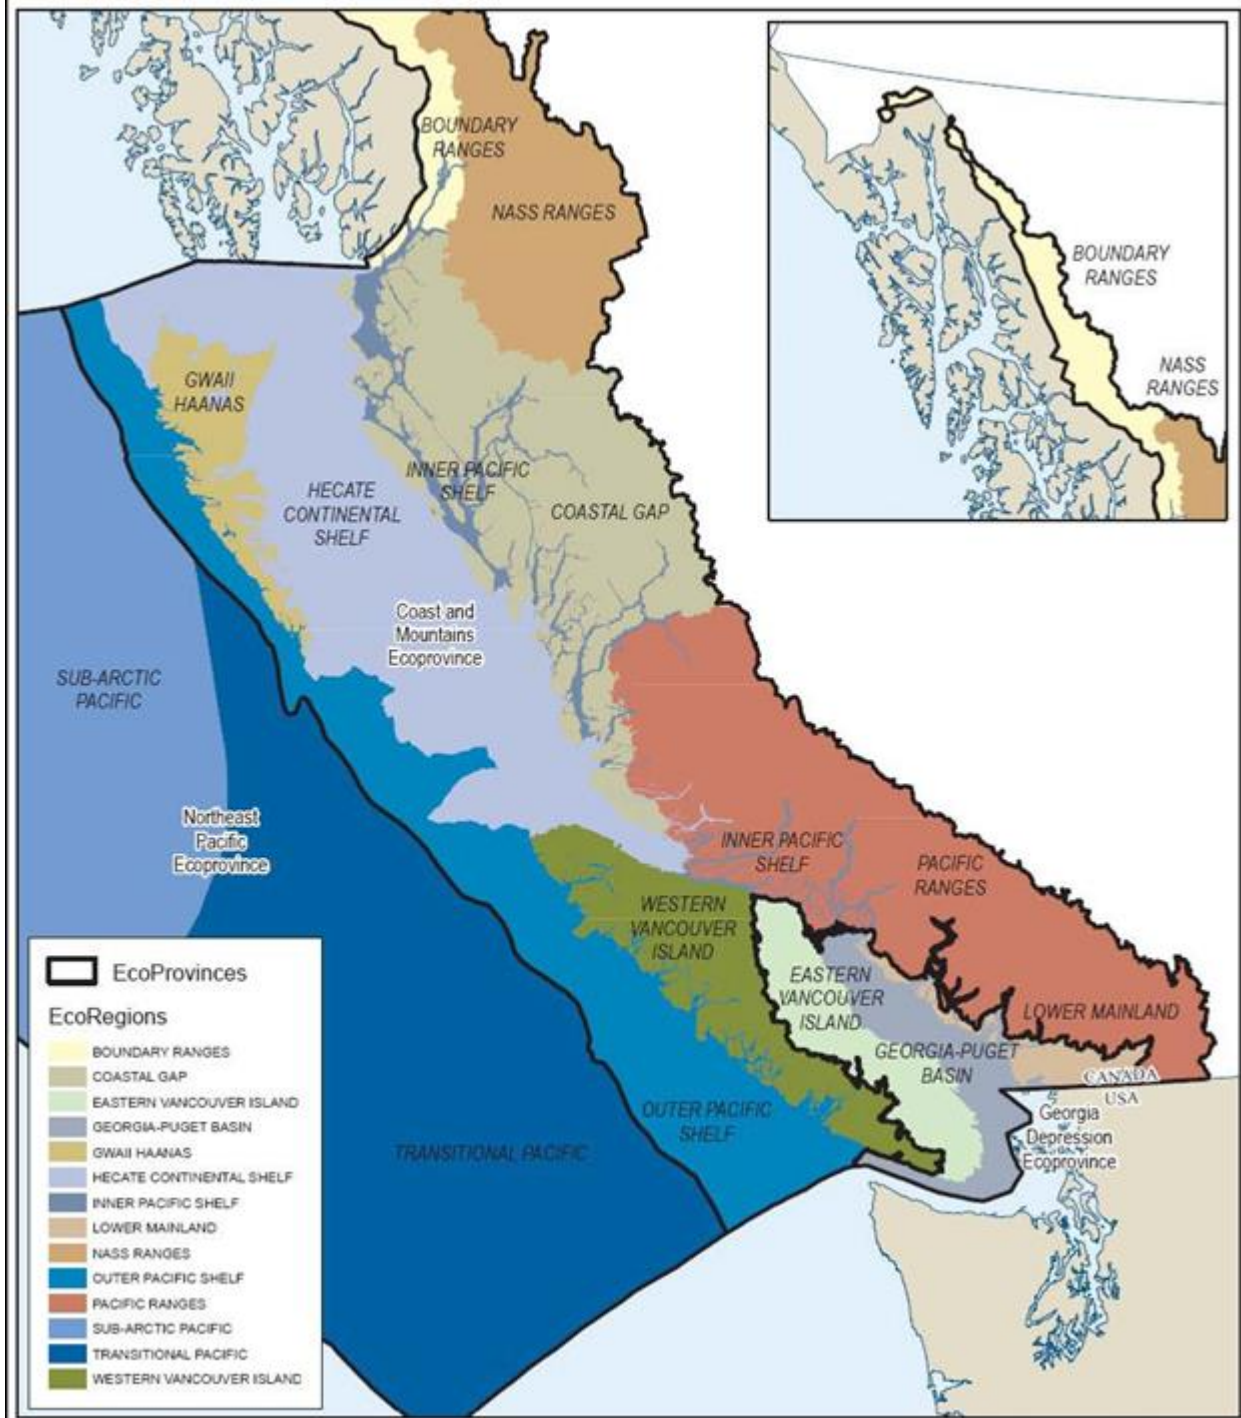 BOUNDARY
RANGES
NASS RANGES
BOUNDARY
RANGES
NASS
RANGES
GWAII
HAANAS
HECATE
CONTINENTAL
SHELF
INNER PACIFIC
SHELF
COASTAL GAP
Coast and
Mountains
Ecoprovince
SUB-ARCTIC
PACIFIC
Northeast
Pacific
Ecoprovince
INNER PACIFIC
SHELF
PACIFIC
RANGES
WESTERN
VANCOUVER
ISLAND
EASTERN
VANCOUVER
ISLAND
LOWER MAINLAND
GEORGIA-PUGET
BASIN
CANADA
USA
OUTER PACIFIC
SHELF
Georgia
Depression
Ecoprovince
TRANSITIONAL PACIFIC
EcoProvinces
EcoRegions
BOUNDARY RANGES
COASTAL GAP
EASTERN VANCOUVER ISLAND
GEORGIA-PUGET BASIN
GWAII HAANAS
HECATE CONTINENTAL SHELF
INNER PACIFIC SHELF
LOWER MAINLAND
NASS RANGES
OUTER PACIFIC SHELF
PACIFIC RANGES
SUB-ARCTIC PACIFIC
TRANSITIONAL PACIFIC
WESTERN VANCOUVER ISLAND